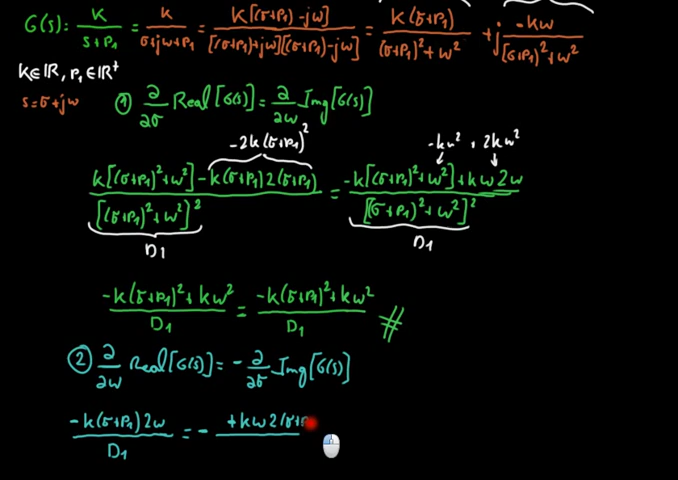 G(s): K/(s+P₁) = K/(σ+jω+P₁) = K[(σ+P₁)-jω]/([(σ+P₁)+jω][(σ+P₁)-jω]) = K(σ+P₁)/((σ+P₁)²+ω²) + j -Kω/([σ+P₁)²+ω²
K∈ℝ, P₁∈ℝ⁺
s=σ+jω ① ∂/∂σ Real[G(s)] = ∂/∂ω Img[G(s)]
-2K(σ+P₁)² -Kω² + 2Kω²
K[(σ+P₁)²+ω²]-K(σ+P₁)2(σ+P₁)/[(σ+P₁)²+ω²]² = -K[(σ+P₁)²+ω²]+Kω2ω/[(σ+P₁)²+ω²]²
D1 D1
-K(σ+P₁)²+Kω²/D1 = -K(σ+P₁)²+Kω²/D1 #
② ∂/∂ω Real[G(s)] = -∂/∂σ Img[G(s)]
-K(σ+P₁)2ω/D1 = - +Kω2(σ+